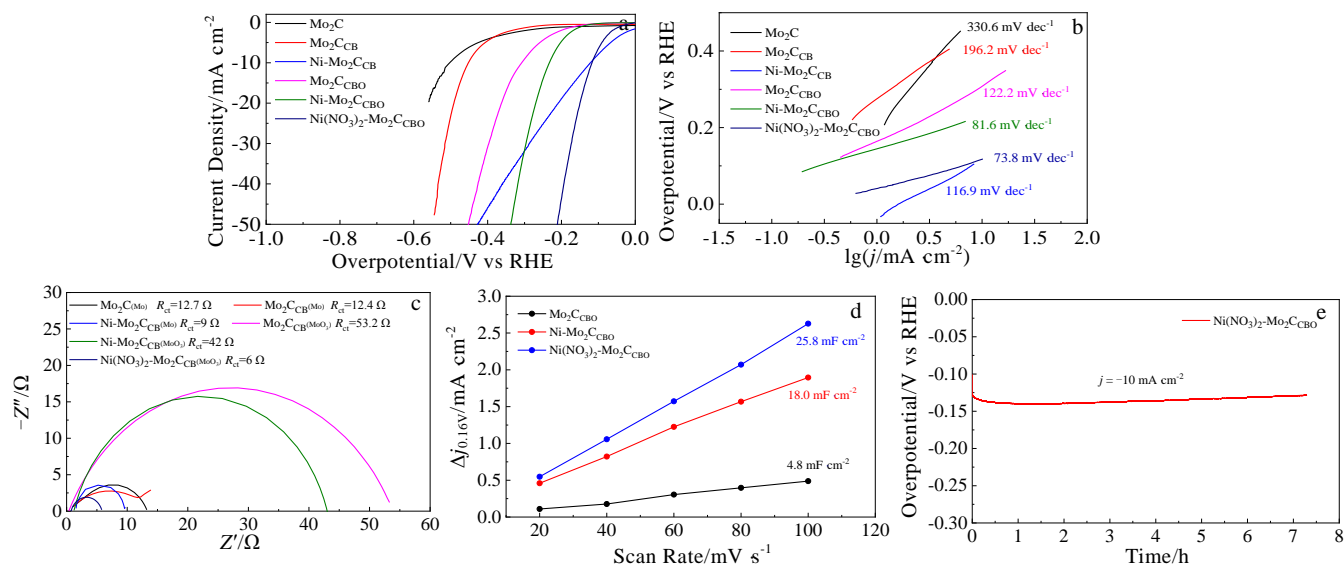 a
Mo₂C
Mo₂C_CB
Ni-Mo₂C_CB
Mo₂C_CBO
Ni-Mo₂C_CBO
Ni(NO₃)₂-Mo₂C_CBO
0
-10
-20
-30
-40
-50
-1.0 -0.8 -0.6 -0.4 -0.2 0.0
Current Density/mA cm⁻²
Overpotential/V vs RHE
b
Mo₂C
Mo₂C_CB
Ni-Mo₂C_CB
Mo₂C_CBO
Ni-Mo₂C_CBO
Ni(NO₃)₂-Mo₂C_CBO
330.6 mV dec⁻¹
196.2 mV dec⁻¹
122.2 mV dec⁻¹
81.6 mV dec⁻¹
73.8 mV dec⁻¹
116.9 mV dec⁻¹
0.4
0.2
0.0
-1.5 -1.0 -0.5 0.0 0.5 1.0 1.5 2.0
Overpotential/V vs RHE
lg(j/mA cm⁻²)
c
Mo₂C(Mo) Rct=12.7 Ω
Mo₂C_CB(Mo) Rct=12.4 Ω
Ni-Mo₂C_CB(Mo) Rct=9 Ω
Mo₂C_CB(MoO₃) Rct=53.2 Ω
Ni-Mo₂C_CB(MoO₃) Rct=42 Ω
Ni(NO₃)₂-Mo₂C_CB(MoO₃) Rct=6 Ω
30
25
20
15
10
5
0
0 10 20 30 40 50 60
−Z″/Ω
Z′/Ω
d
Mo₂C_CBO
Ni-Mo₂C_CBO
Ni(NO₃)₂-Mo₂C_CBO
25.8 mF cm⁻²
18.0 mF cm⁻²
4.8 mF cm⁻²
3.0
2.5
2.0
1.5
1.0
0.5
0.0
20 40 60 80 100 120
Δj₀.₁₆V/mA cm⁻²
Scan Rate/mV s⁻¹
e
Ni(NO₃)₂-Mo₂C_CBO
j = −10 mA cm⁻²
0.00
-0.05
-0.10
-0.15
-0.20
-0.25
-0.30
0 1 2 3 4 5 6 7 8
Overpotential/V vs RHE
Time/h